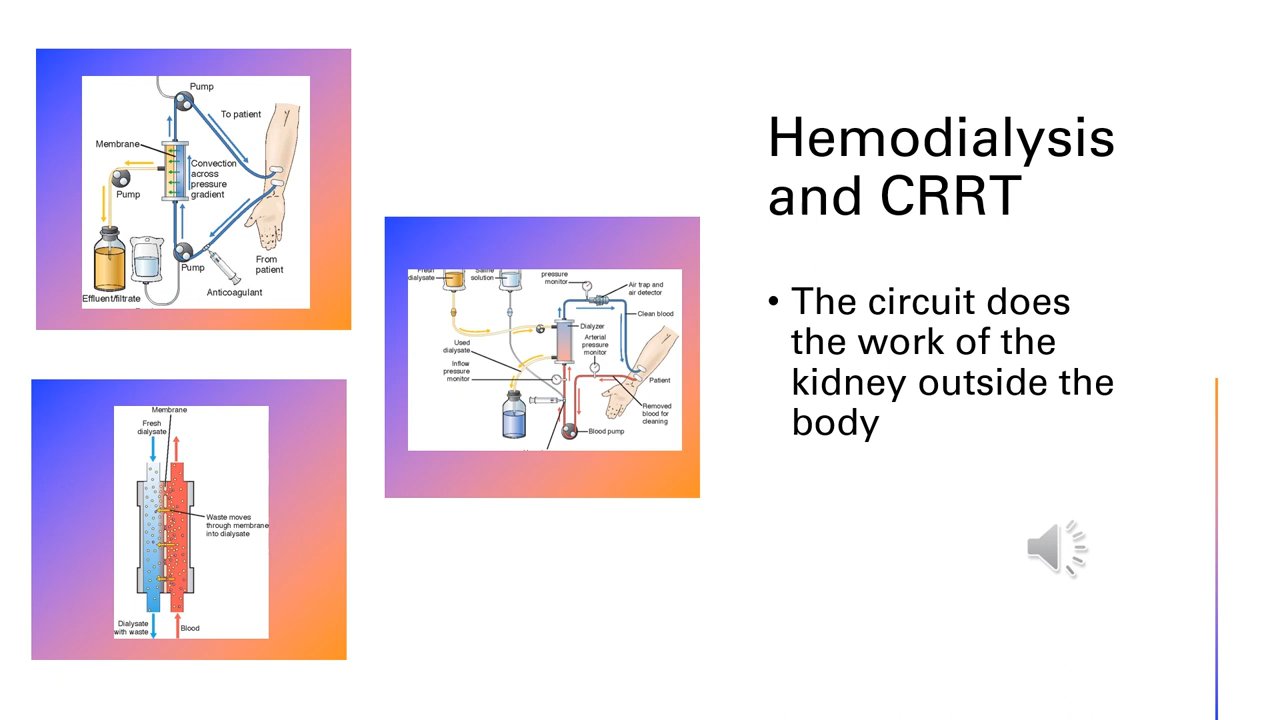 Hemodialysis
and CRRT
• The circuit does
the work of the
kidney outside the
body
Pump
To patient
Membrane
Convection
across
pressure
gradient
Pump
Pump
From
patient
Anticoagulant
Effluent/filtrate
Fresh
dialysate
Saline
solution
pressure
monitor
Air trap and
air detector
Clean blood
Dialyzer
Arterial
pressure
monitor
Used
dialysate
Inflow
pressure
monitor
Patient
Removed
blood for
cleaning
Blood pump
Membrane
Fresh
dialysate
Waste moves
through membrane
into dialysate
Dialysate
with waste
Blood